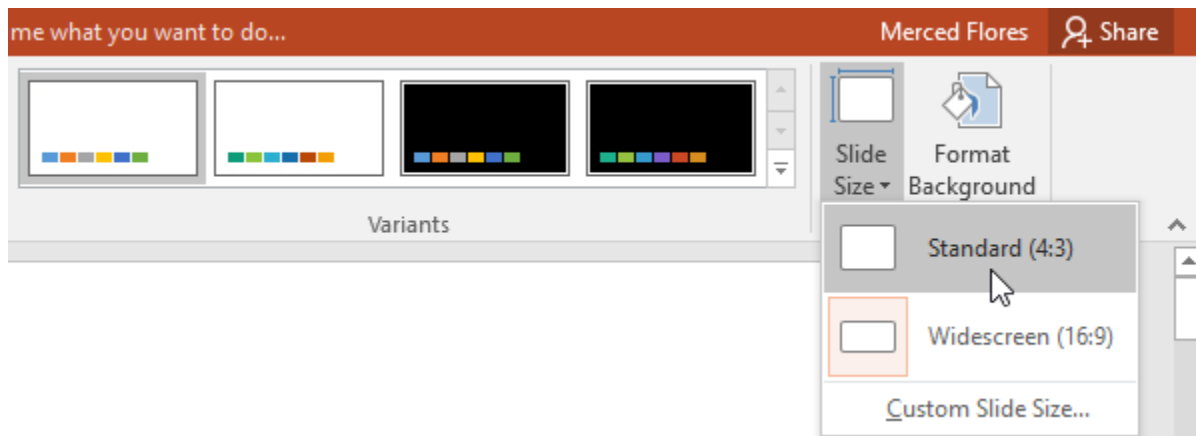 me what you want to do...
Merced Flores
Share
Slide
Size
Format
Background
Variants
Standard (4:3)
Widescreen (16:9)
Custom Slide Size...